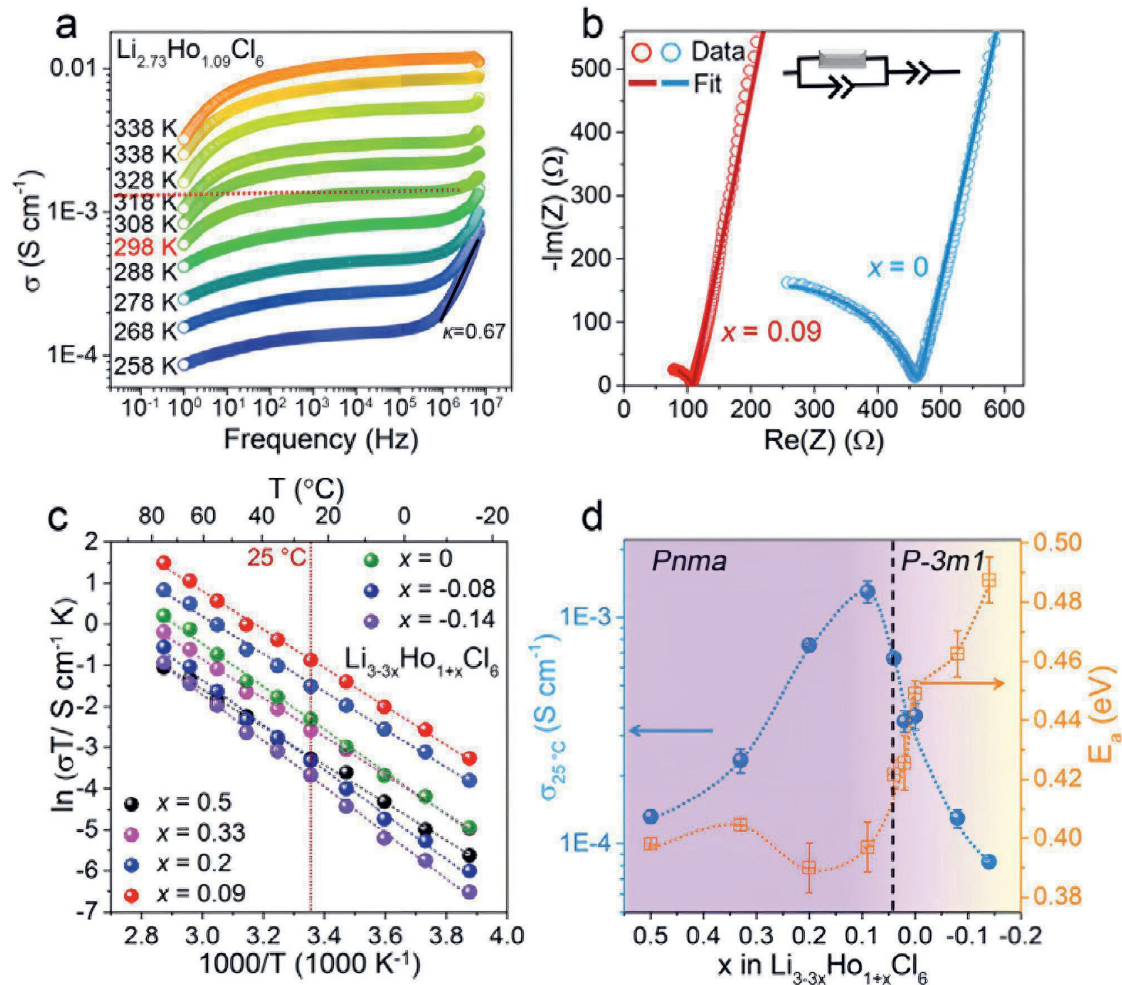 a
Li2.73Ho1.09Cl6
0.01
1E-3
1E-4
σ (S cm-1)
338 K
338 K
328 K
318 K
308 K
298 K
288 K
278 K
268 K
258 K
κ=0.67
10-1 100 101 102 103 104 105 106 107
Frequency (Hz)
b
Data
Fit
500
400
300
200
100
0
-Im(Z) (Ω)
x = 0
x = 0.09
0 100 200 300 400 500 600
Re(Z) (Ω)
c
T (°C)
80 60 40 20 0 -20
25 °C
x = 0
x = -0.08
x = -0.14
Li3-3xHo1+xCl6
x = 0.5
x = 0.33
x = 0.2
x = 0.09
2
1
0
-1
-2
-3
-4
-5
-6
-7
ln (σT/ S cm-1 K)
3.0 3.2 3.4 3.6 3.8 4.0
1000/T (1000 K-1)
d
Pnma
P-3m1
1E-3
1E-4
σ25 °C (S cm-1)
0.50
0.48
0.46
0.44
0.42
0.40
0.38
Ea (eV)
0.5 0.4 0.3 0.2 0.1 0.0 -0.1 -0.2
x in Li3-3xHo1+xCl6